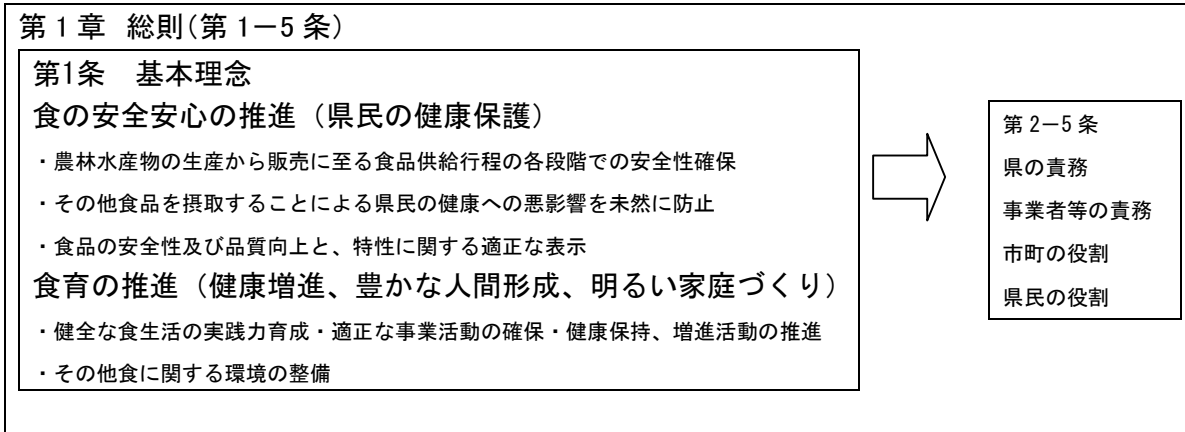 第1章 総則(第1－5条)
第1条　基本理念
食の安全安心の推進（県民の健康保護）
・農林水産物の生産から販売に至る食品供給行程の各段階での安全性確保
・その他食品を摂取することによる県民の健康への悪影響を未然に防止
・食品の安全性及び品質向上と、特性に関する適正な表示
食育の推進（健康増進、豊かな人間形成、明るい家庭づくり）
・健全な食生活の実践力育成・適正な事業活動の確保・健康保持、増進活動の推進
・その他食に関する環境の整備
第2－5条
県の責務
事業者等の責務
市町の役割
県民の役割